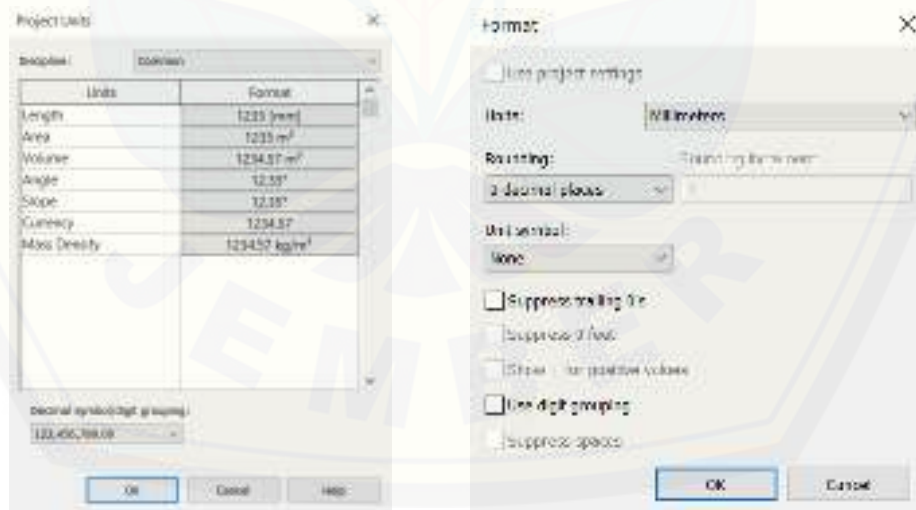 Project Units
Discipline: Common
Units Format
Length 1235 [mm]
Area 1235 m²
Volume 1234.57 m³
Angle 12.35°
Slope 12.35°
Currency 1234.57
Mass Density 1234.57 kg/m³
Decimal symbol/digit grouping:
123,456,789.00
OK Cancel Help
Format
Use project settings
Units: Millimeters
Rounding: Rounding increment:
decimal places
Unit symbol:
None
Suppress trailing 0's
Suppress 0 feet
Show + for positive values
Use digit grouping
Suppress spaces
OK Cancel
JEMBER